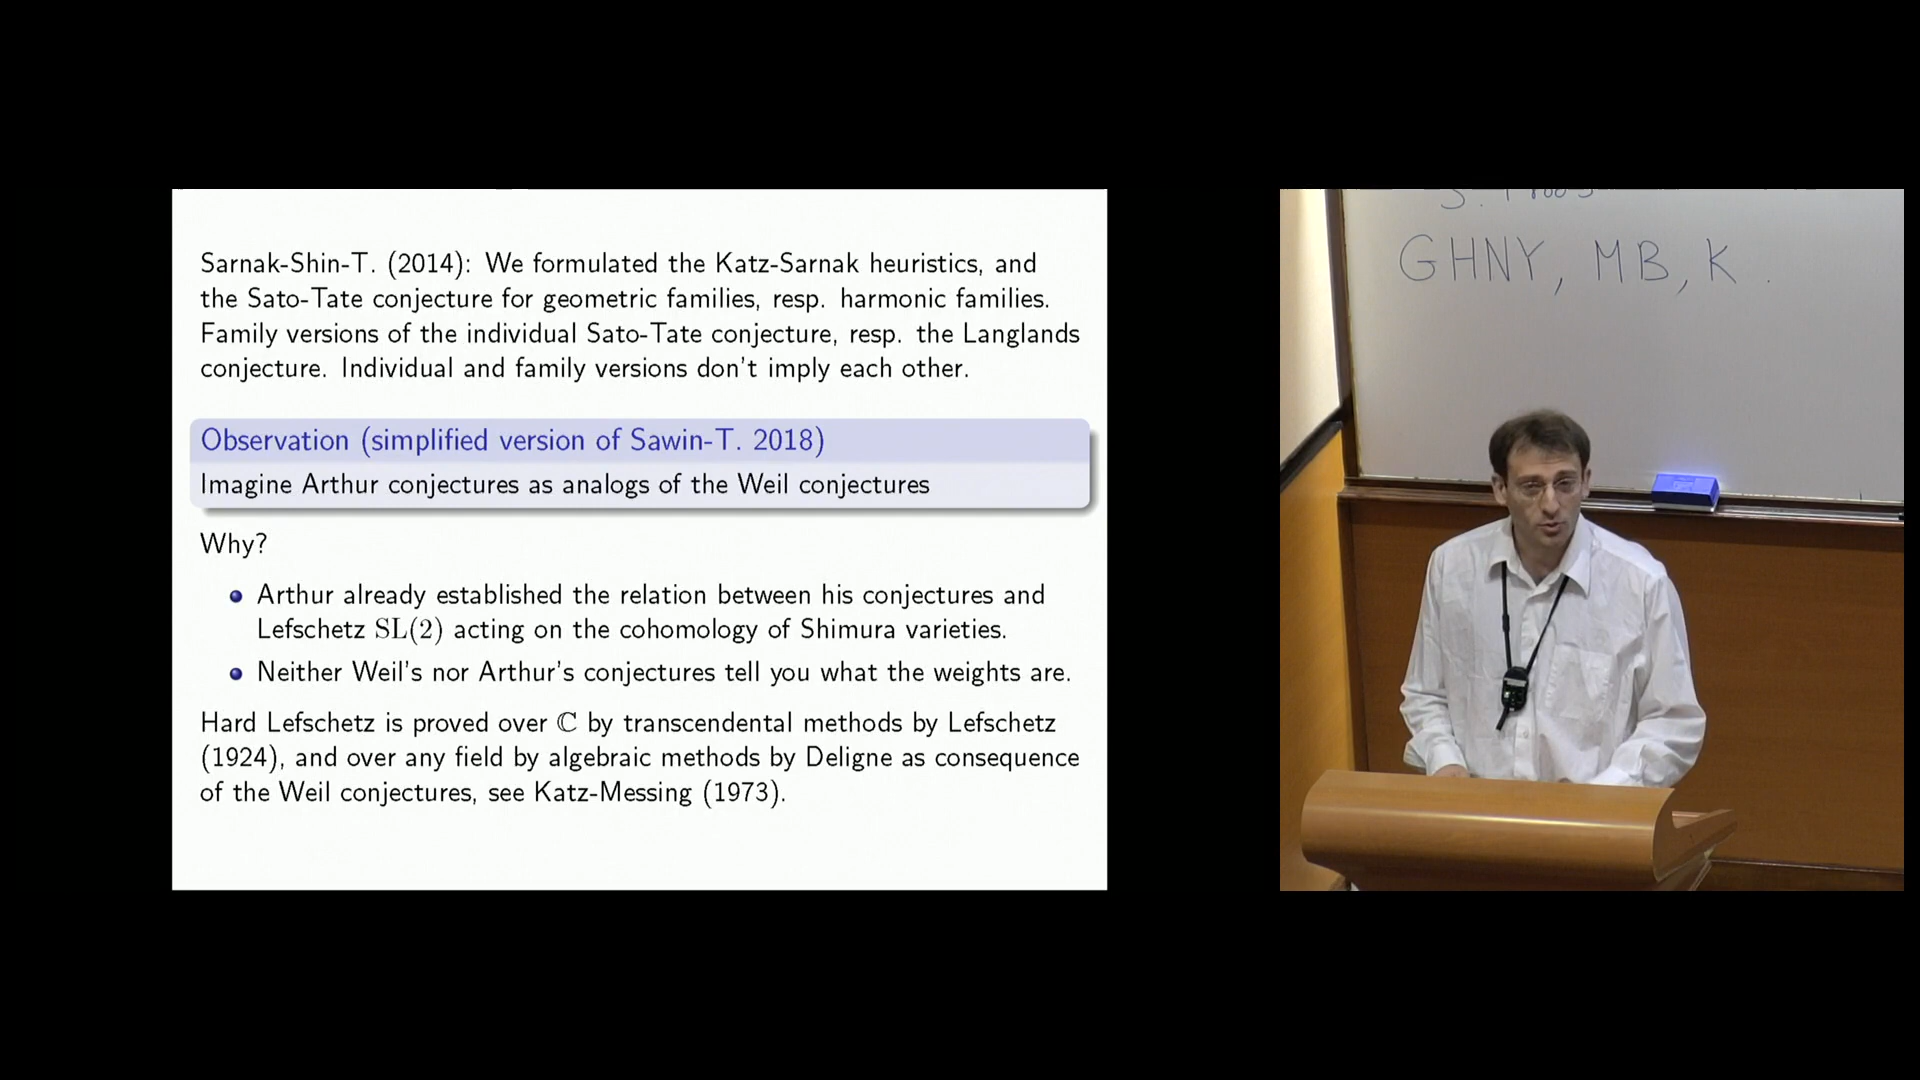 Sarnak-Shin-T. (2014): We formulated the Katz-Sarnak heuristics, and
the Sato-Tate conjecture for geometric families, resp. harmonic families.
Family versions of the individual Sato-Tate conjecture, resp. the Langlands
conjecture. Individual and family versions don't imply each other.
Observation (simplified version of Sawin-T. 2018)
Imagine Arthur conjectures as analogs of the Weil conjectures
Why?
Arthur already established the relation between his conjectures and
Lefschetz SL(2) acting on the cohomology of Shimura varieties.
Neither Weil's nor Arthur's conjectures tell you what the weights are.
Hard Lefschetz is proved over ℂ by transcendental methods by Lefschetz
(1924), and over any field by algebraic methods by Deligne as consequence
of the Weil conjectures, see Katz-Messing (1973).
GHNY, MB, K.